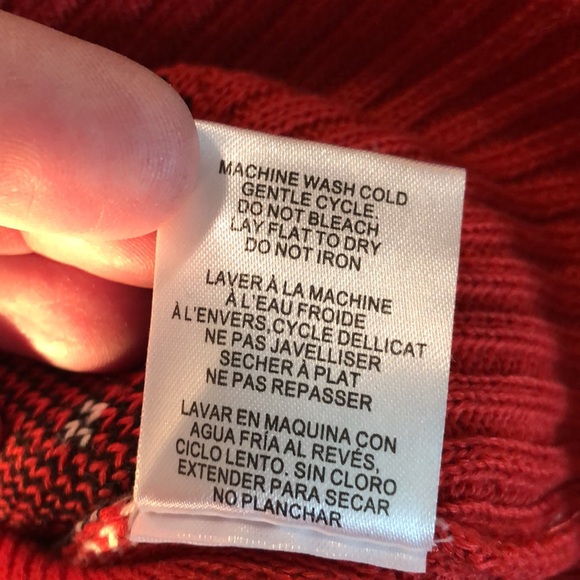 MACHINE WASH COLD
GENTLE CYCLE.
DO NOT BLEACH
LAY FLAT TO DRY
DO NOT IRON
LAVER À LA MACHINE
À L'EAU FROIDE
À L'ENVERS, CYCLE DELLICAT
NE PAS JAVELLISER
SECHER À PLAT
NE PAS REPASSER
LAVAR EN MAQUINA CON
AGUA FRÍA AL REVÉS,
CICLO LENTO. SIN CLORO
EXTENDER PARA SECAR
NO PLANCHAR